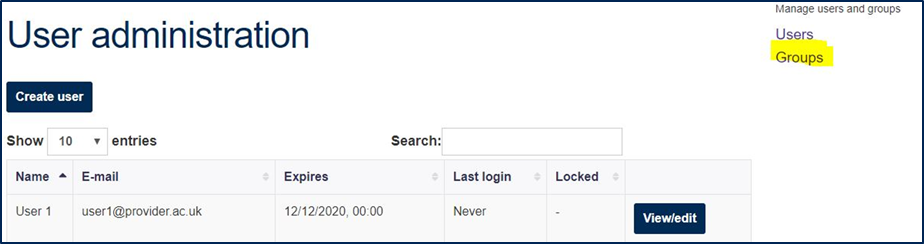 Manage users and groups
User administration
Users
Groups
Create user
Show 10 entries Search:
Name E-mail Expires Last login Locked
User 1 user1@provider.ac.uk 12/12/2020, 00:00 Never - View/edit